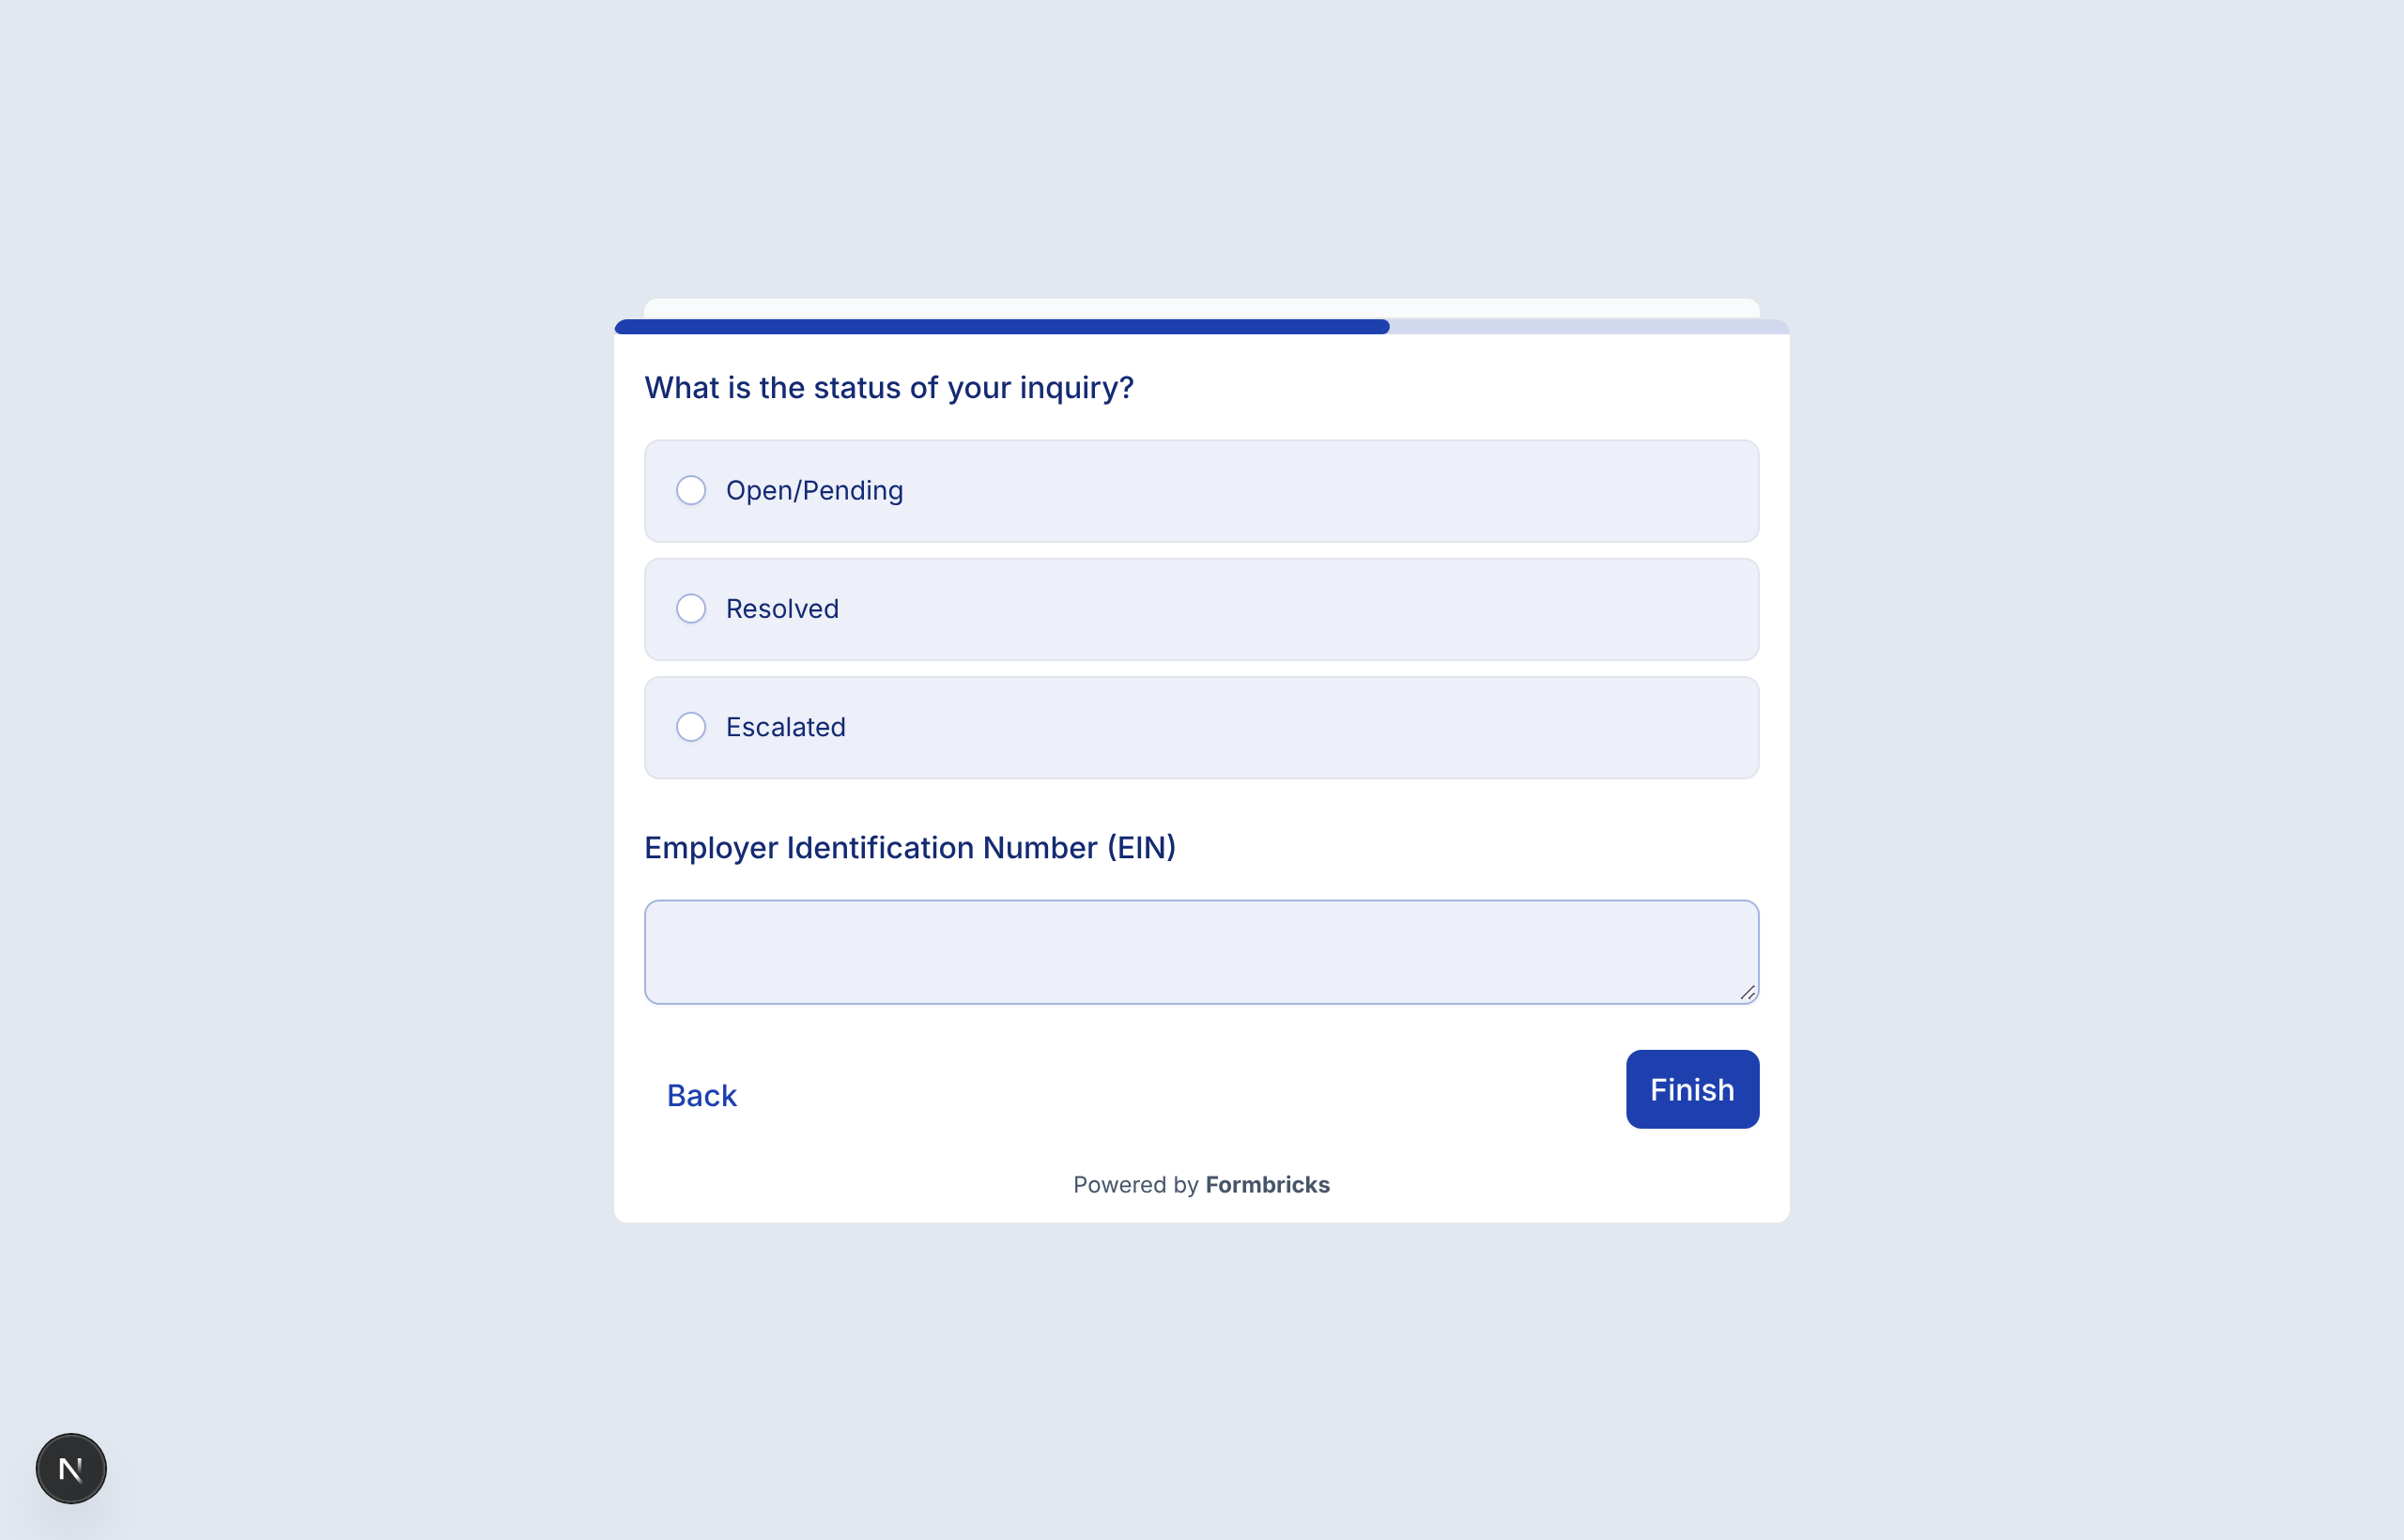 What is the status of your inquiry?
Open/Pending
Resolved
Escalated
Employer Identification Number (EIN)
Back
Finish
Powered by Formbricks
N